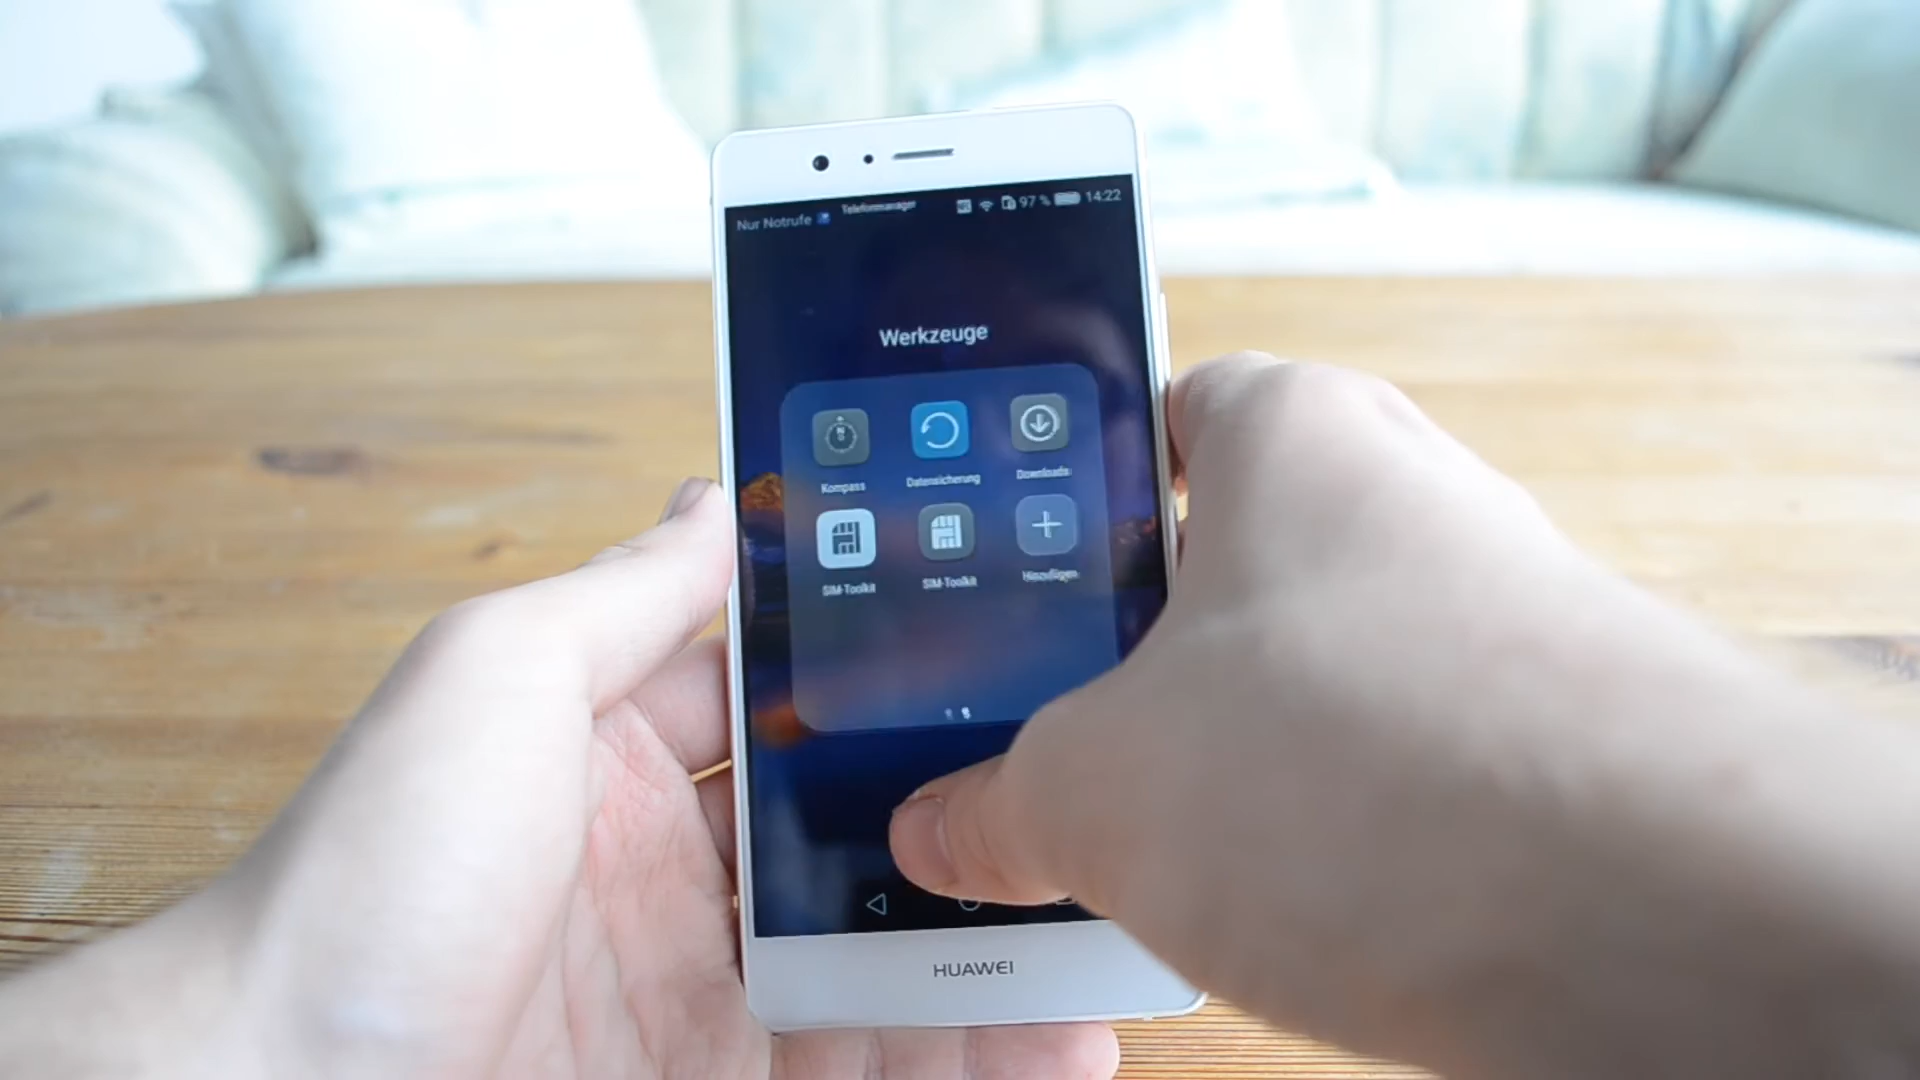 Nur Notrufe
Telefonmanager
97 % 14:22
Werkzeuge
Kompass Datensicherung Downloads
SIM-Toolkit SIM-Toolkit Hinzufügen
HUAWEI